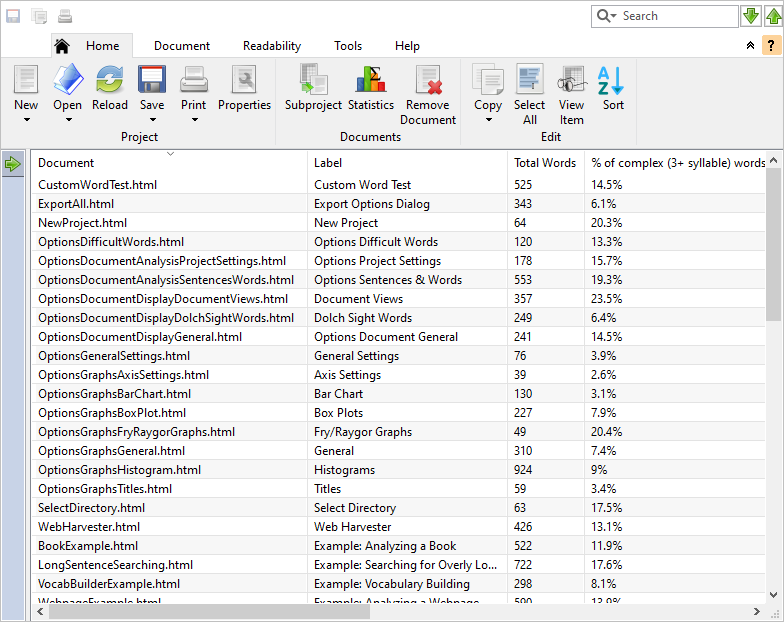 Search
Home Document Readability Tools Help
?
New Open Reload Save Print Properties Subproject Statistics Remove Document Copy Select All View Item Sort
Project Documents Edit
Document Label Total Words % of complex (3+ syllable) words
CustomWordTest.html Custom Word Test 525 14.5%
ExportAll.html Export Options Dialog 343 6.1%
NewProject.html New Project 64 20.3%
OptionsDifficultWords.html Options Difficult Words 120 13.3%
OptionsDocumentAnalysisProjectSettings.html Options Project Settings 178 15.7%
OptionsDocumentAnalysisSentencesWords.html Options Sentences & Words 553 19.3%
OptionsDocumentDisplayDocumentViews.html Document Views 357 23.5%
OptionsDocumentDisplayDolchSightWords.html Dolch Sight Words 249 6.4%
OptionsDocumentDisplayGeneral.html Options Document General 241 14.5%
OptionsGeneralSettings.html General Settings 76 3.9%
OptionsGraphsAxisSettings.html Axis Settings 39 2.6%
OptionsGraphsBarChart.html Bar Chart 130 3.1%
OptionsGraphsBoxPlot.html Box Plots 227 7.9%
OptionsGraphsFryRaygorGraphs.html Fry/Raygor Graphs 49 20.4%
OptionsGraphsGeneral.html General 310 7.4%
OptionsGraphsHistogram.html Histograms 924 9%
OptionsGraphsTitles.html Titles 59 3.4%
SelectDirectory.html Select Directory 63 17.5%
WebHarvester.html Web Harvester 426 13.1%
BookExample.html Example: Analyzing a Book 522 11.9%
LongSentenceSearching.html Example: Searching for Overly Lo... 722 17.6%
VocabBuilderExample.html Example: Vocabulary Building 298 8.1%
WebpageExample.html Example: Analyzing a Webpage 590 13.9%